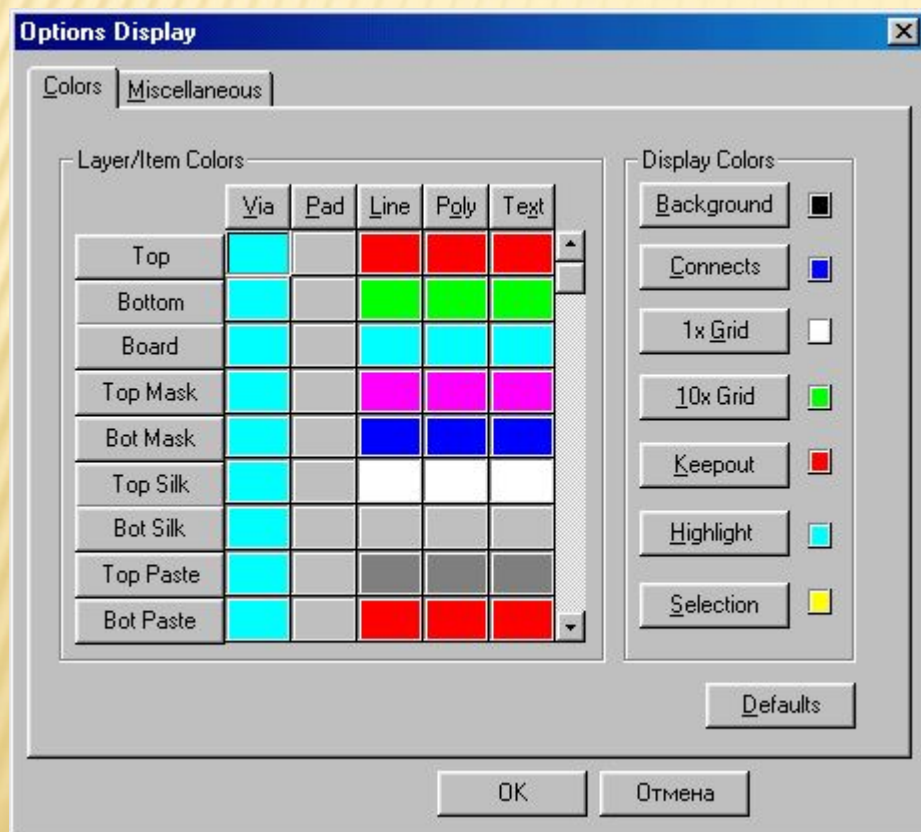 Options Display
Colors Miscellaneous
Layer/Item Colors
Via Pad Line Poly Text
Top
Bottom
Board
Top Mask
Bot Mask
Top Silk
Bot Silk
Top Paste
Bot Paste
Display Colors
Background
Connects
1x Grid
10x Grid
Keepout
Highlight
Selection
Defaults
OK Отмена